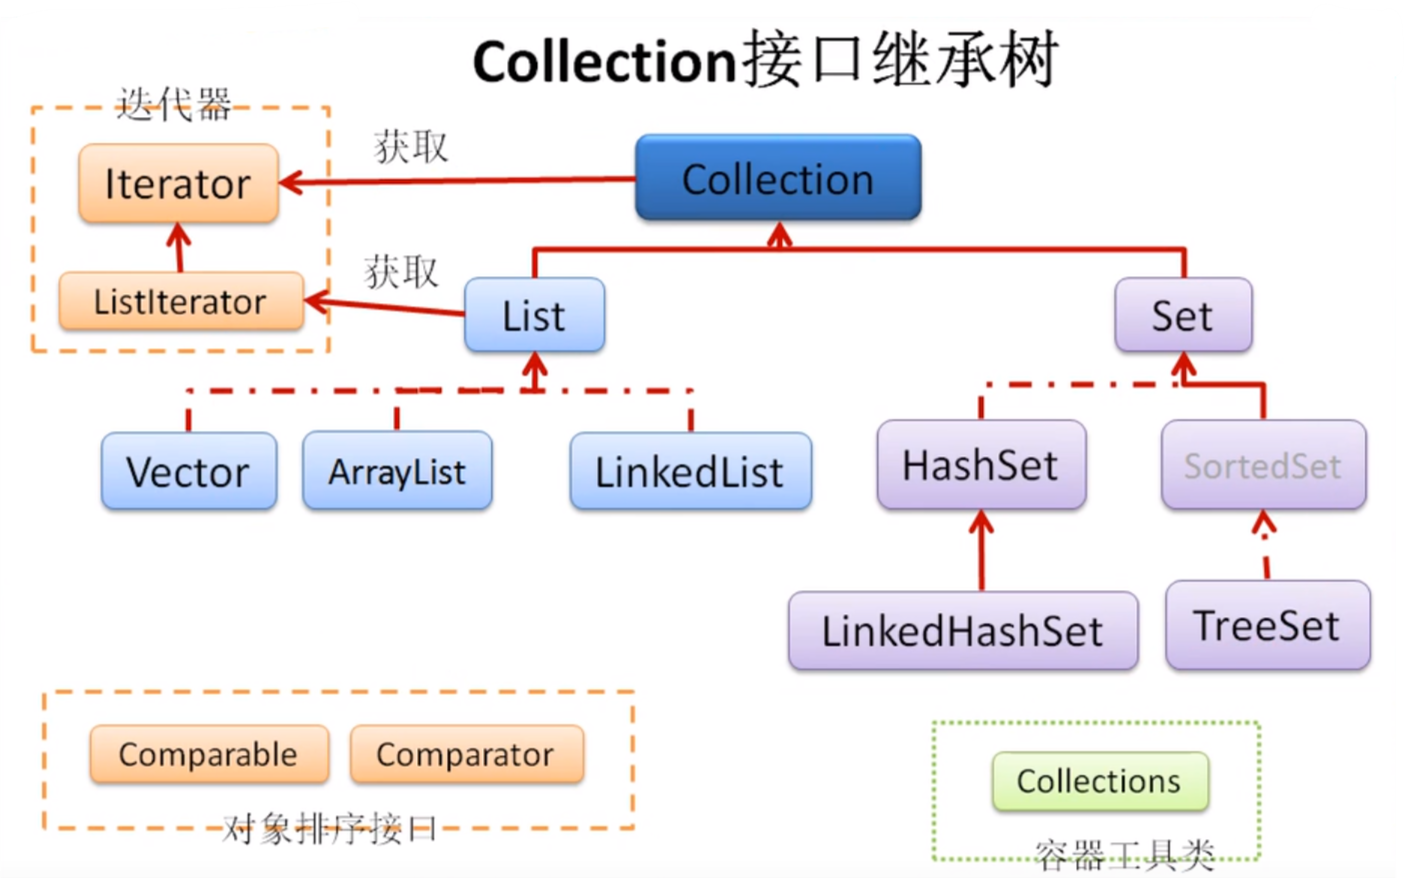 Collection接口继承树
迭代器
Iterator
获取
Collection
ListIterator
获取
List
Set
Vector
ArrayList
LinkedList
HashSet
SortedSet
LinkedHashSet
TreeSet
Comparable
Comparator
对象排序接口
Collections
容器工具类